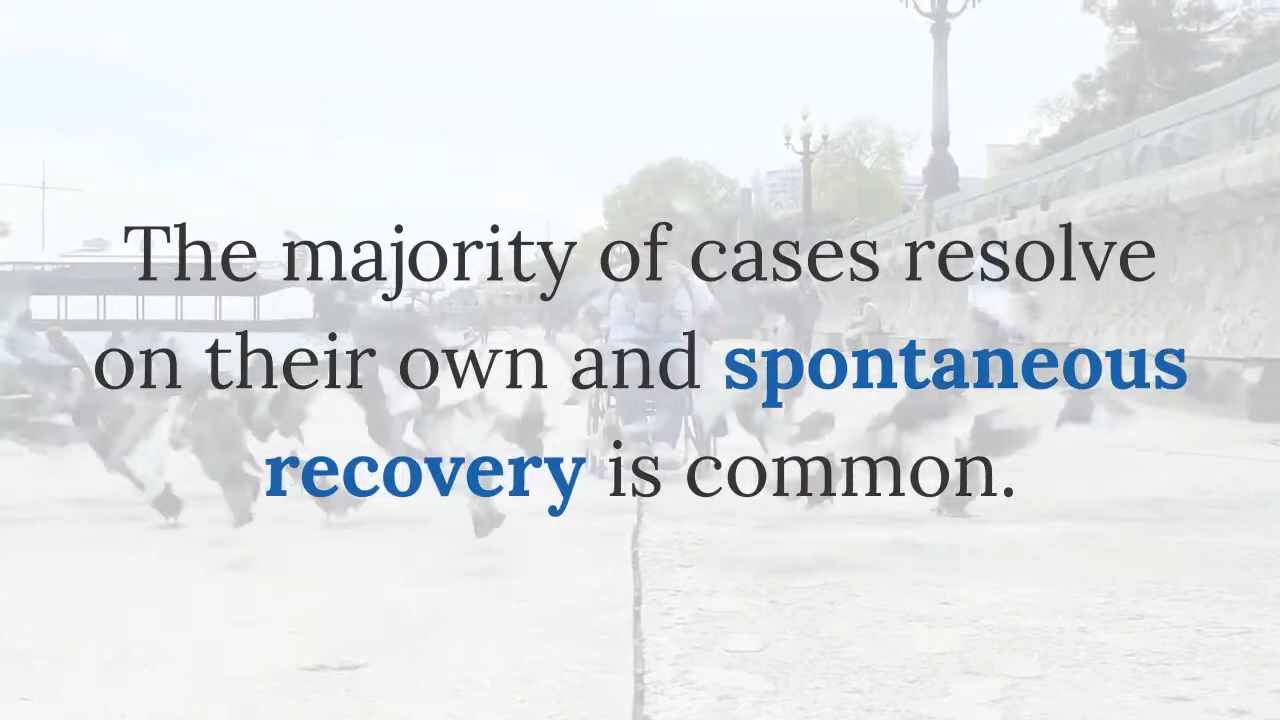 The majority of cases resolve
on their own and spontaneous
recovery is common.